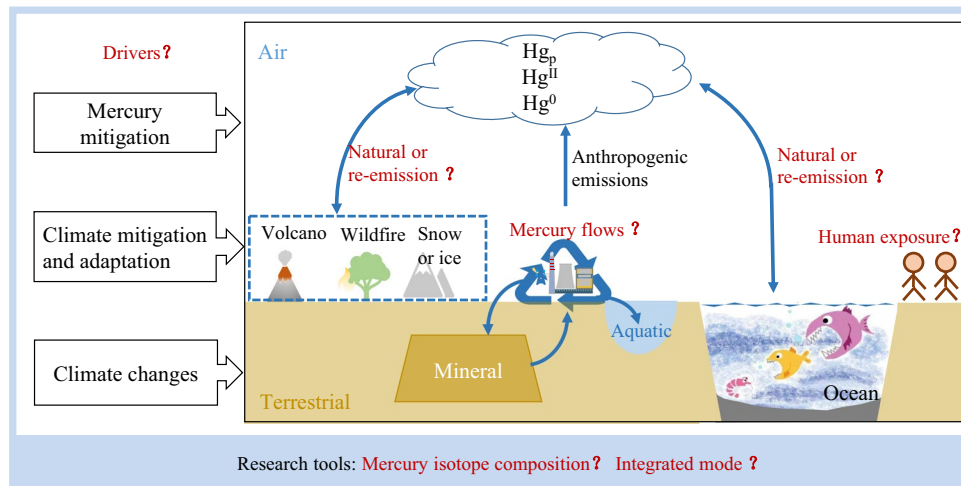 Drivers?
Mercury
mitigation
Climate mitigation
and adaptation
Climate changes
Air
Hgp
HgII
Hg0
Natural or
re-emission ?
Anthropogenic
emissions
Natural or
re-emission ?
Volcano
Wildfire
Snow
or ice
Mercury flows ?
Human exposure?
Aquatic
Mineral
Ocean
Terrestrial
Research tools: Mercury isotope composition? Integrated mode ?